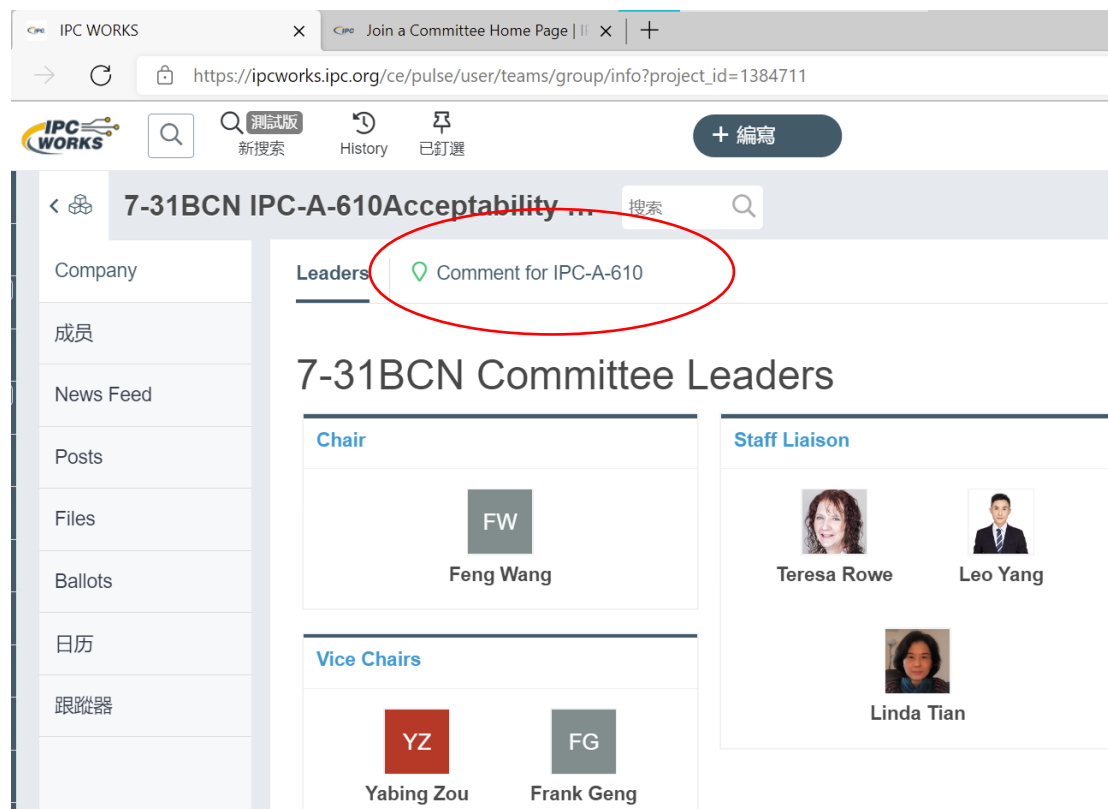 IPC IPC WORKS × IPC Join a Committee Home Page | × +
https://ipcworks.ipc.org/ce/pulse/user/teams/group/info?project_id=1384711
IPC WORKS
測試版
新搜索
History
已釘選
+ 編寫
7-31BCN IPC-A-610Acceptability ...
搜索
Company
成员
News Feed
Posts
Files
Ballots
日历
跟蹤器
Leaders
Comment for IPC-A-610
7-31BCN Committee Leaders
Chair
FW
Feng Wang
Staff Liaison
Teresa Rowe
Leo Yang
Linda Tian
Vice Chairs
YZ
Yabing Zou
FG
Frank Geng